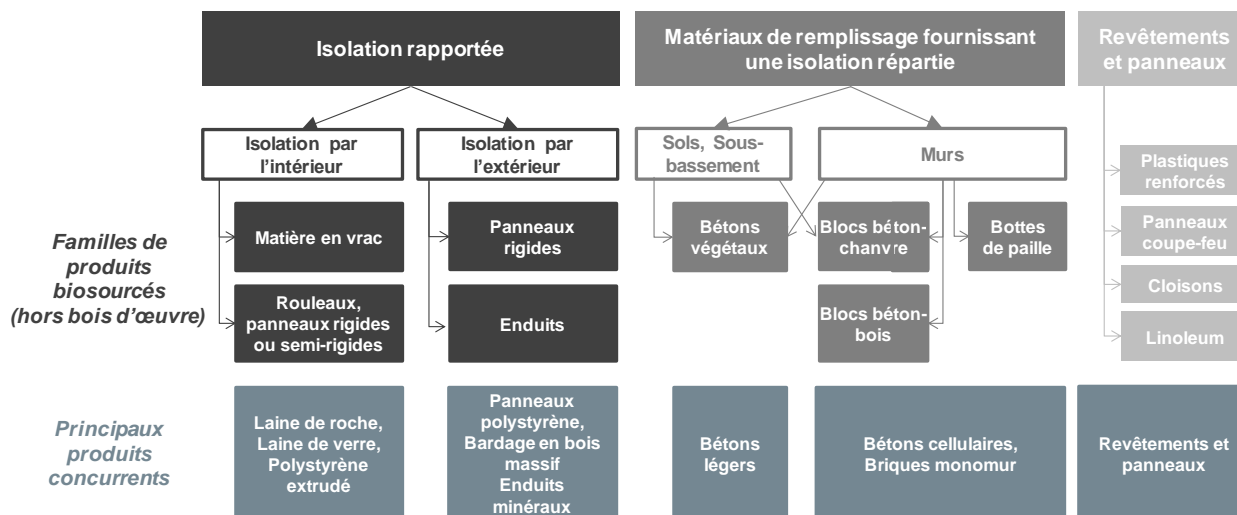 Isolation rapportée
Matériaux de remplissage fournissant
une isolation répartie
Revêtements
et panneaux
Isolation par
l'intérieur
Isolation par
l'extérieur
Sols, Sous-
bassement
Murs
Familles de
produits
biosourcés
(hors bois d'œuvre)
Matière en vrac
Rouleaux,
panneaux rigides
ou semi-rigides
Panneaux
rigides
Enduits
Bétons
végétaux
Blocs béton-
chanvre
Blocs béton-
bois
Bottes
de paille
Plastiques
renforcés
Panneaux
coupe-feu
Cloisons
Linoleum
Principaux
produits
concurrents
Laine de roche,
Laine de verre,
Polystyrène
extrudé
Panneaux
polystyrène,
Bardage en bois
massif
Enduits
minéraux
Bétons
légers
Bétons cellulaires,
Briques monomur
Revêtements et
panneaux